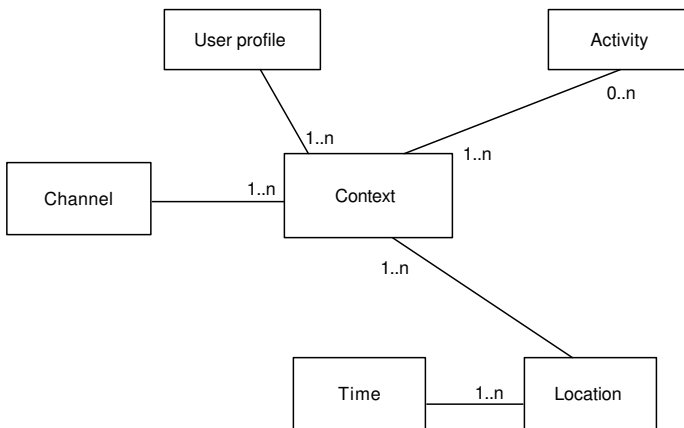 User profile
Activity
0..n
1..n
1..n
Channel
1..n
Context
1..n
Time
1..n
Location